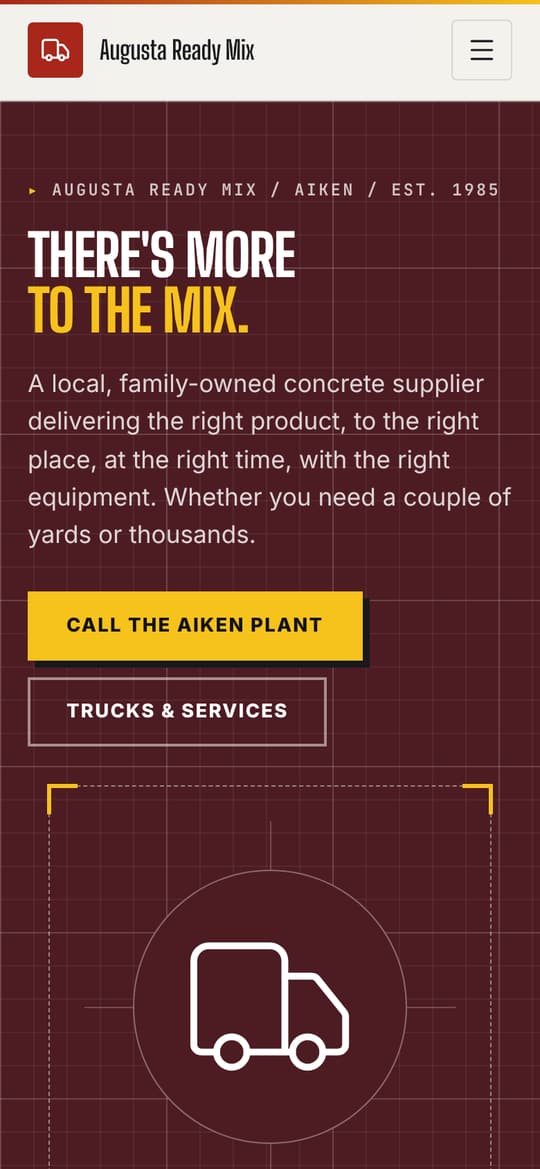 Augusta Ready Mix
▸ AUGUSTA READY MIX / AIKEN / EST. 1985
THERE'S MORE
TO THE MIX.
A local, family-owned concrete supplier
delivering the right product, to the right
place, at the right time, with the right
equipment. Whether you need a couple of
yards or thousands.
CALL THE AIKEN PLANT
TRUCKS & SERVICES